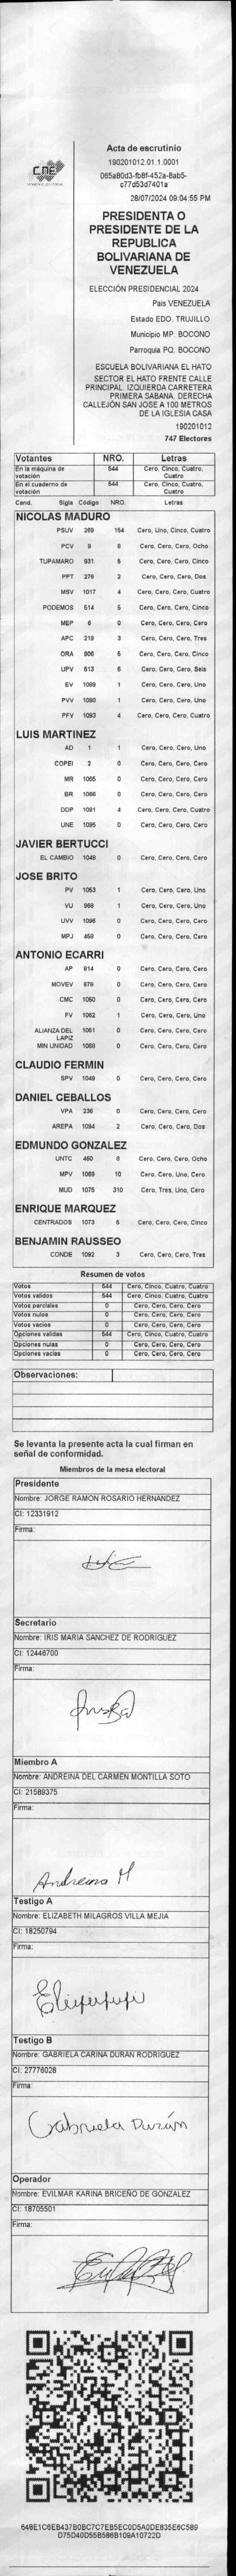 Acta de escrutinio
190201012.01.1.0001
065a80d3-fb8f-452a-8ab5-
c77d53d7401a
28/07/2024 09:04:55 PM
CNE
PRESIDENTA O
PRESIDENTE DE LA
REPUBLICA
BOLIVARIANA DE
VENEZUELA
ELECCIÓN PRESIDENCIAL 2024
País VENEZUELA
Estado EDO. TRUJILLO
Municipio MP. BOCONO
Parroquia PQ. BOCONO
ESCUELA BOLIVARIANA EL HATO
SECTOR EL HATO FRENTE CALLE
PRINCIPAL. IZQUIERDA CARRETERA
PRIMERA SABANA. DERECHA
CALLEJÓN SAN JOSE A 100 METROS
DE LA IGLESIA CASA
190201012
747 Electores
Votantes NRO. Letras
En la máquina de votación 544 Cero, Cinco, Cuatro, Cuatro
En el cuaderno de votación 544 Cero, Cinco, Cuatro, Cuatro
Cand. Sigla Código NRO. Letras
NICOLAS MADURO
PSUV 269 154 Cero, Uno, Cinco, Cuatro
PCV 9 8 Cero, Cero, Cero, Ocho
TUPAMARO 931 5 Cero, Cero, Cero, Cinco
PPT 276 2 Cero, Cero, Cero, Dos
MSV 1017 4 Cero, Cero, Cero, Cuatro
PODEMOS 514 5 Cero, Cero, Cero, Cinco
MEP 6 0 Cero, Cero, Cero, Cero
APC 219 3 Cero, Cero, Cero, Tres
ORA 906 5 Cero, Cero, Cero, Cinco
UPV 513 6 Cero, Cero, Cero, Seis
EV 1089 1 Cero, Cero, Cero, Uno
PVV 1090 1 Cero, Cero, Cero, Uno
PFV 1093 4 Cero, Cero, Cero, Cuatro
LUIS MARTINEZ
AD 1 1 Cero, Cero, Cero, Uno
COPEI 2 0 Cero, Cero, Cero, Cero
MR 1065 0 Cero, Cero, Cero, Cero
BR 1066 0 Cero, Cero, Cero, Cero
DDP 1091 4 Cero, Cero, Cero, Cuatro
UNE 1095 0 Cero, Cero, Cero, Cero
JAVIER BERTUCCI
EL CAMBIO 1048 0 Cero, Cero, Cero, Cero
JOSE BRITO
PV 1053 1 Cero, Cero, Cero, Uno
VU 968 1 Cero, Cero, Cero, Uno
UVV 1096 0 Cero, Cero, Cero, Cero
MPJ 459 0 Cero, Cero, Cero, Cero
ANTONIO ECARRI
AP 814 0 Cero, Cero, Cero, Cero
MOVEV 879 0 Cero, Cero, Cero, Cero
CMC 1050 0 Cero, Cero, Cero, Cero
FV 1062 1 Cero, Cero, Cero, Uno
ALIANZA DEL LAPIZ 1051 0 Cero, Cero, Cero, Cero
MIN UNIDAD 1069 0 Cero, Cero, Cero, Cero
CLAUDIO FERMIN
SPV 1049 0 Cero, Cero, Cero, Cero
DANIEL CEBALLOS
VPA 236 0 Cero, Cero, Cero, Cero
AREPA 1094 2 Cero, Cero, Cero, Dos
EDMUNDO GONZALEZ
UNTC 460 8 Cero, Cero, Cero, Ocho
MPV 1069 10 Cero, Cero, Uno, Cero
MUD 1075 310 Cero, Tres, Uno, Cero
ENRIQUE MARQUEZ
CENTRADOS 1073 5 Cero, Cero, Cero, Cinco
BENJAMIN RAUSSEO
CONDE 1092 3 Cero, Cero, Cero, Tres
Resumen de votos
Votos 544 Cero, Cinco, Cuatro, Cuatro
Votos validos 544 Cero, Cinco, Cuatro, Cuatro
Votos parciales 0 Cero, Cero, Cero, Cero
Votos nulos 0 Cero, Cero, Cero, Cero
Votos vacios 0 Cero, Cero, Cero, Cero
Opciones validas 544 Cero, Cinco, Cuatro, Cuatro
Opciones nulas 0 Cero, Cero, Cero, Cero
Opciones vacias 0 Cero, Cero, Cero, Cero
Observaciones:
Se levanta la presente acta la cual firman en
señal de conformidad.
Miembros de la mesa electoral
Presidente
Nombre: JORGE RAMON ROSARIO HERNANDEZ
CI: 12331912
Firma:
Secretario
Nombre: IRIS MARIA SANCHEZ DE RODRIGUEZ
CI: 12446700
Firma:
Miembro A
Nombre: ANDREINA DEL CARMEN MONTILLA SOTO
CI: 21589375
Firma:
Andreina M
Testigo A
Nombre: ELIZABETH MILAGROS VILLA MEJIA
CI: 18250794
Firma:
Testigo B
Nombre: GABRIELA CARINA DURAN RODRIGUEZ
CI: 27776028
Firma:
Gabriela Durán
Operador
Nombre: EVILMAR KARINA BRICEÑO DE GONZALEZ
CI: 18705501
Firma:
648E1C6EB437B0BC7C7EB5EC0D5A0DE835E6C589
D75D40D55B586B109A10722D